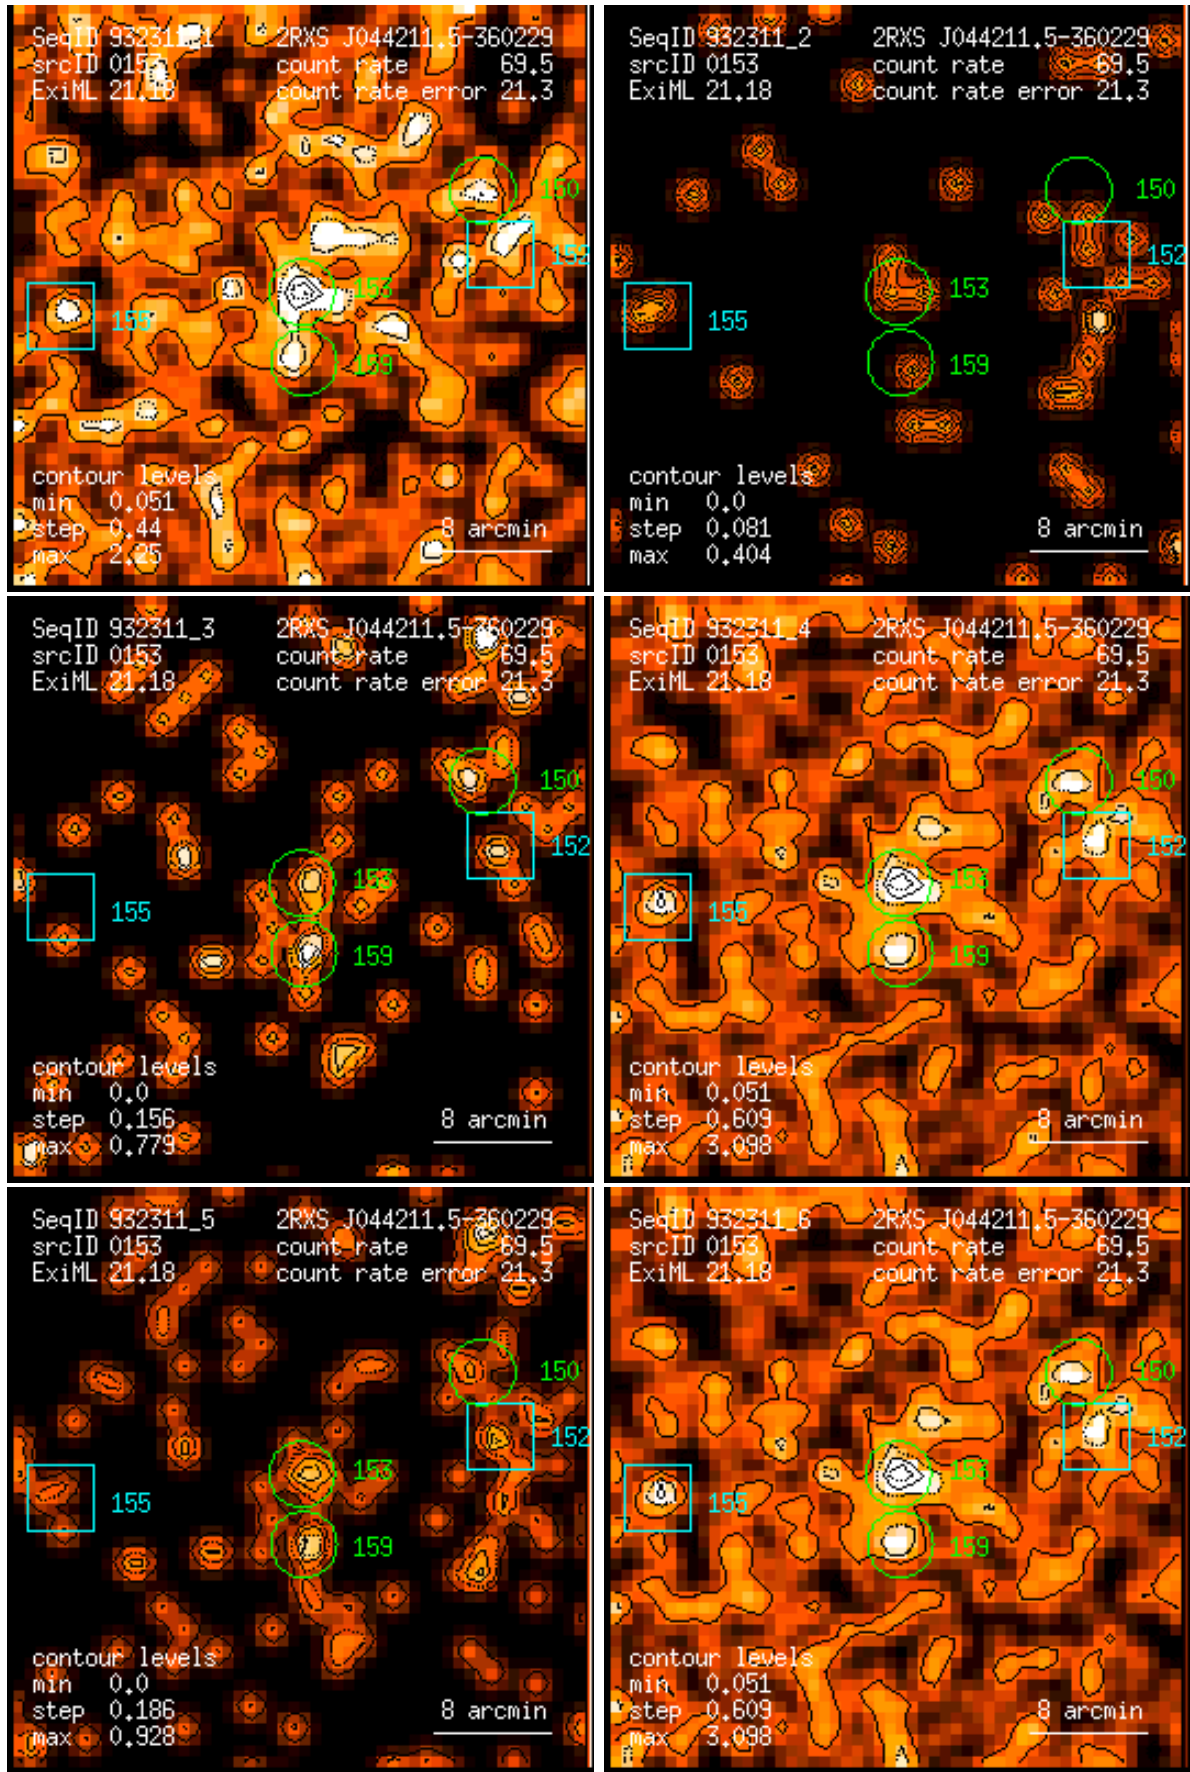 SeqID 932311_1 2RXS J044211.5-360229
srcID 0153 count rate 69.5
ExiML 21.18 count rate error 21.3
150
152
153
155
159
contour levels
min 0.051
step 0.44
max 2.25
8 arcmin
SeqID 932311_2 2RXS J044211.5-360229
srcID 0153 count rate 69.5
ExiML 21.18 count rate error 21.3
150
152
153
155
159
contour levels
min 0.0
step 0.081
max 0.404
8 arcmin
SeqID 932311_3 2RXS J044211.5-360229
srcID 0153 count rate 69.5
ExiML 21.18 count rate error 21.3
150
152
153
155
159
contour levels
min 0.0
step 0.156
max 0.779
8 arcmin
SeqID 932311_4 2RXS J044211.5-360229
srcID 0153 count rate 69.5
ExiML 21.18 count rate error 21.3
150
152
153
155
159
contour levels
min 0.051
step 0.609
max 3.098
8 arcmin
SeqID 932311_5 2RXS J044211.5-360229
srcID 0153 count rate 69.5
ExiML 21.18 count rate error 21.3
150
152
153
155
159
contour levels
min 0.0
step 0.186
max 0.928
8 arcmin
SeqID 932311_6 2RXS J044211.5-360229
srcID 0153 count rate 69.5
ExiML 21.18 count rate error 21.3
150
152
153
155
159
contour levels
min 0.051
step 0.609
max 3.098
8 arcmin